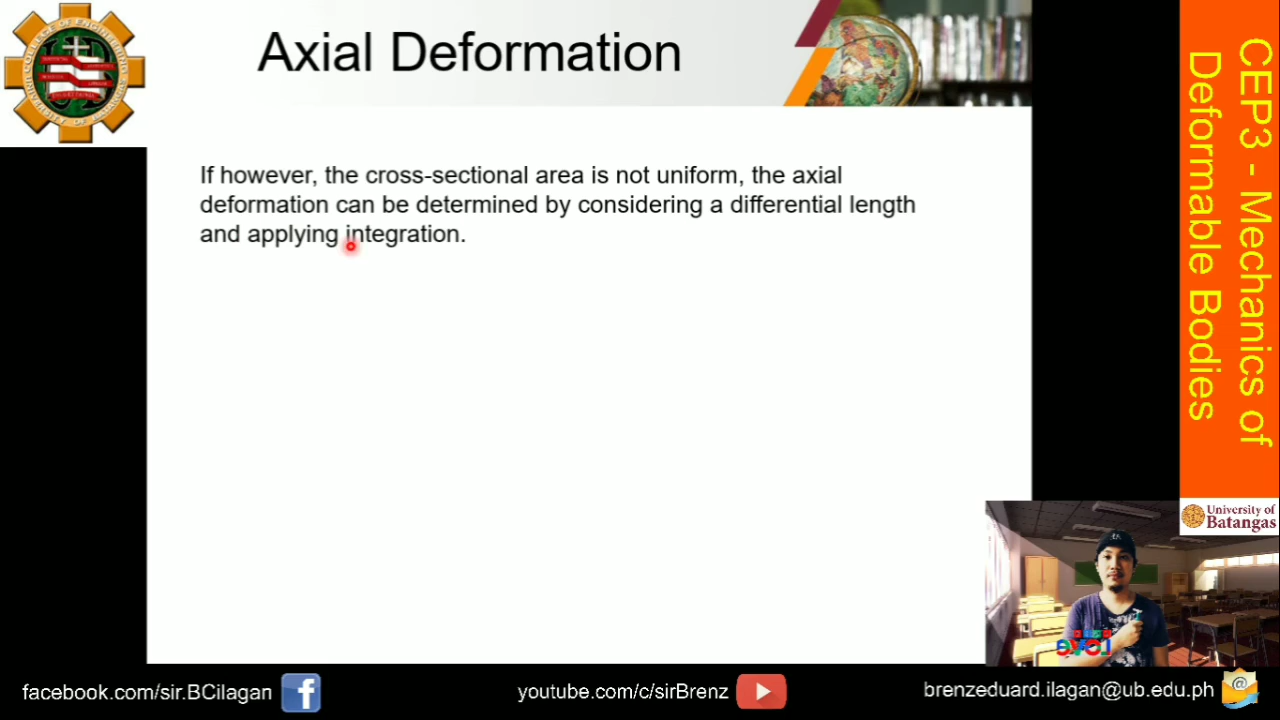 Axial Deformation
If however, the cross-sectional area is not uniform, the axial
deformation can be determined by considering a differential length
and applying integration.
CEP3 - Mechanics of
Deformable Bodies
University of
Batangas
facebook.com/sir.BCilagan
youtube.com/c/sirBrenz
brenzeduard.ilagan@ub.edu.ph